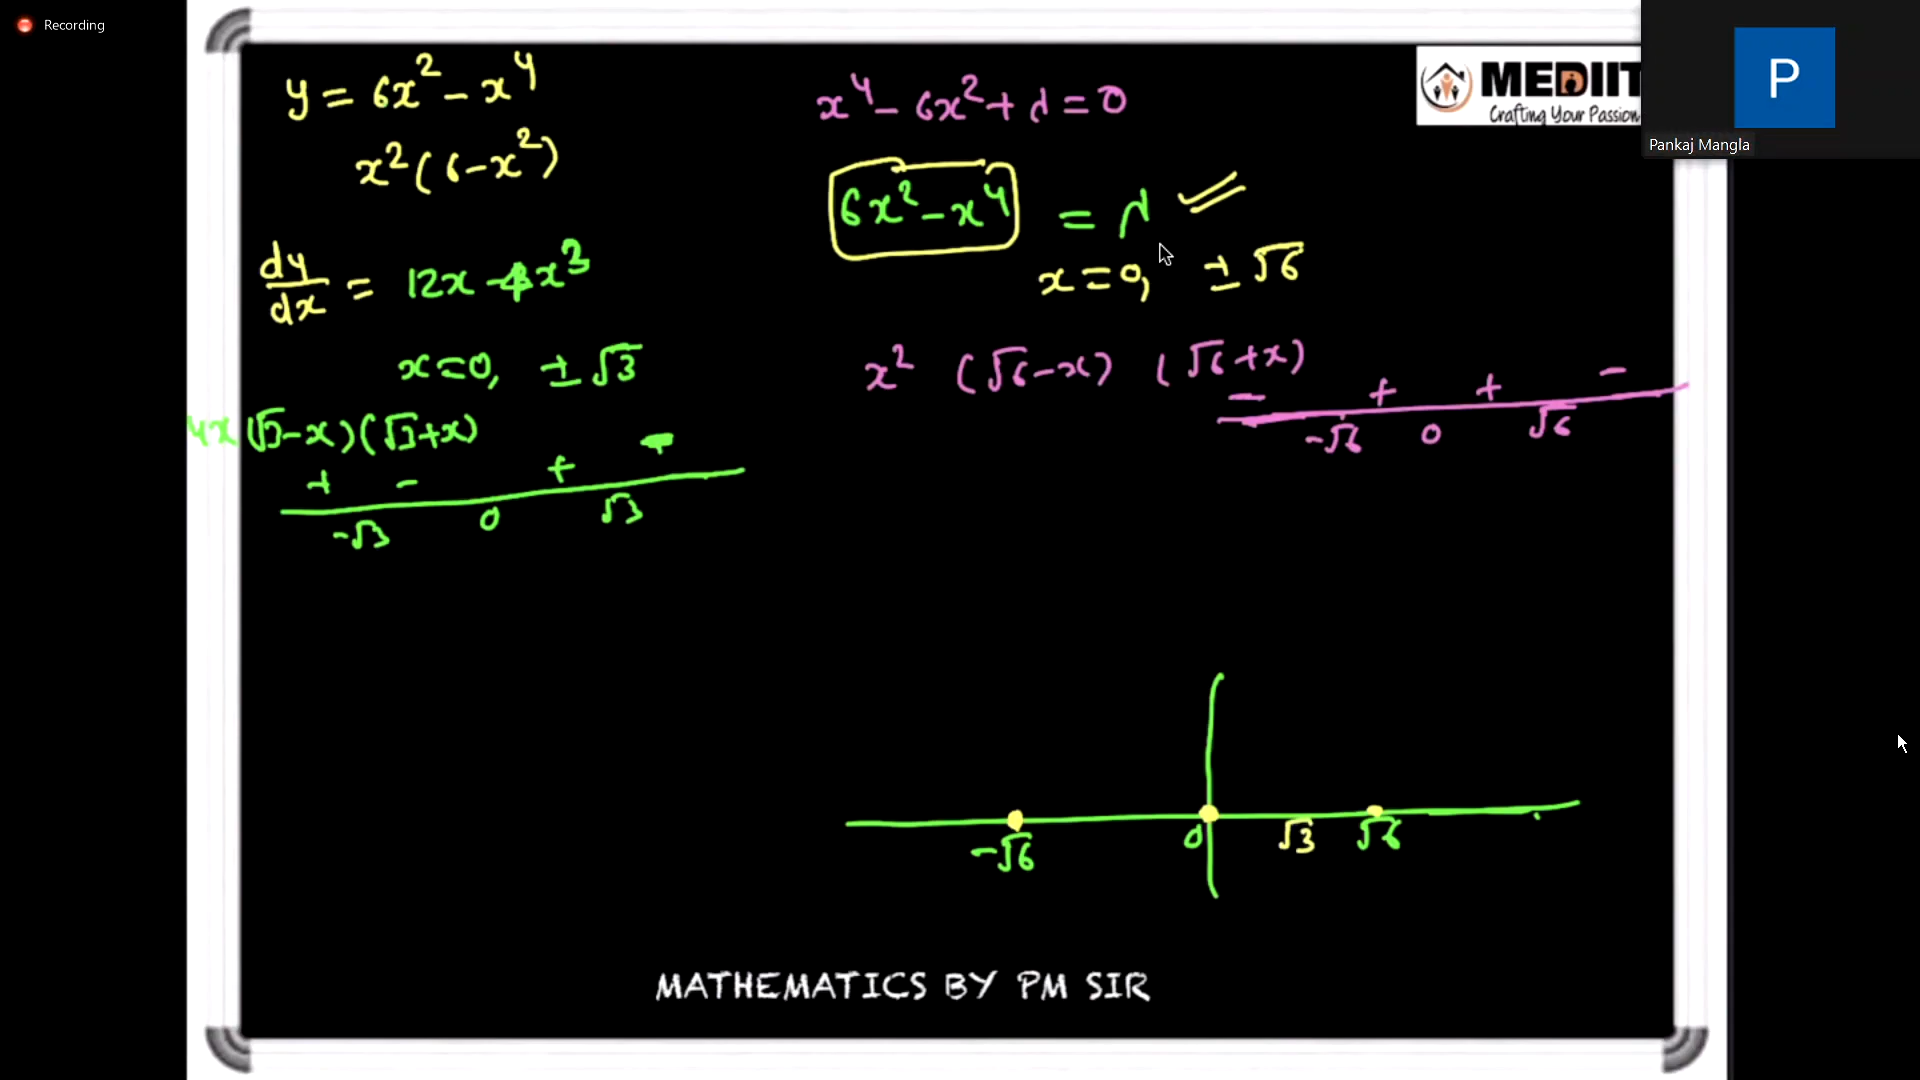 Recording
y = 6x² - x⁴
x²(6-x²)
dy/dx = 12x - 4x³
x=0, ±√3
4x(√3-x)(√3+x)
+ - + -
-√3 0 √3
x⁴ - 6x² + λ = 0
6x² - x⁴ = λ
x=0, ±√6
x² (√6-x) (√6+x)
- + + -
-√6 0 √6
MEDIIT
Crafting Your Passion
P
Pankaj Mangla
-√6 0 √3 √6
MATHEMATICS BY PM SIR